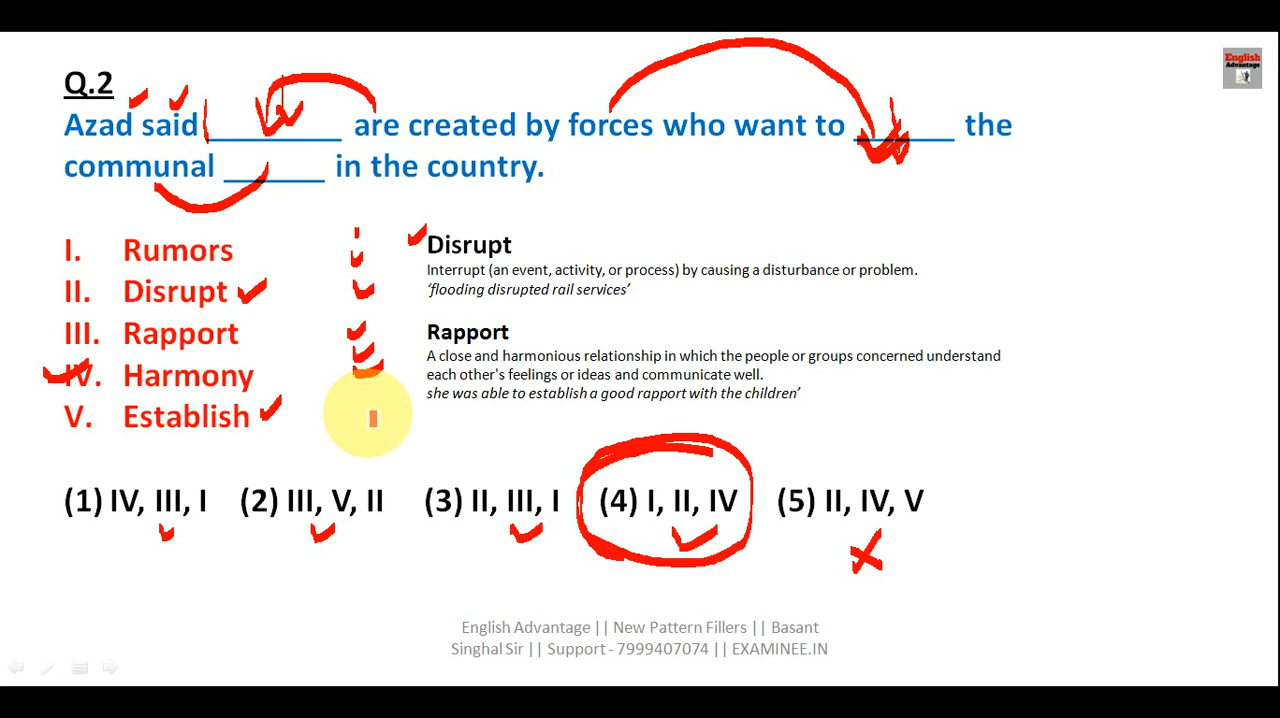 English
Advantage
Q.2
Azad said _________ are created by forces who want to ______ the
communal ______ in the country.
I. Rumors
II. Disrupt
III. Rapport
IV. Harmony
V. Establish
Disrupt
Interrupt (an event, activity, or process) by causing a disturbance or problem.
‘flooding disrupted rail services’
Rapport
A close and harmonious relationship in which the people or groups concerned understand
each other's feelings or ideas and communicate well.
she was able to establish a good rapport with the children’
(1) IV, III, I (2) III, V, II (3) II, III, I (4) I, II, IV (5) II, IV, V
English Advantage || New Pattern Fillers || Basant
Singhal Sir || Support - 7999407074 || EXAMINEE.IN